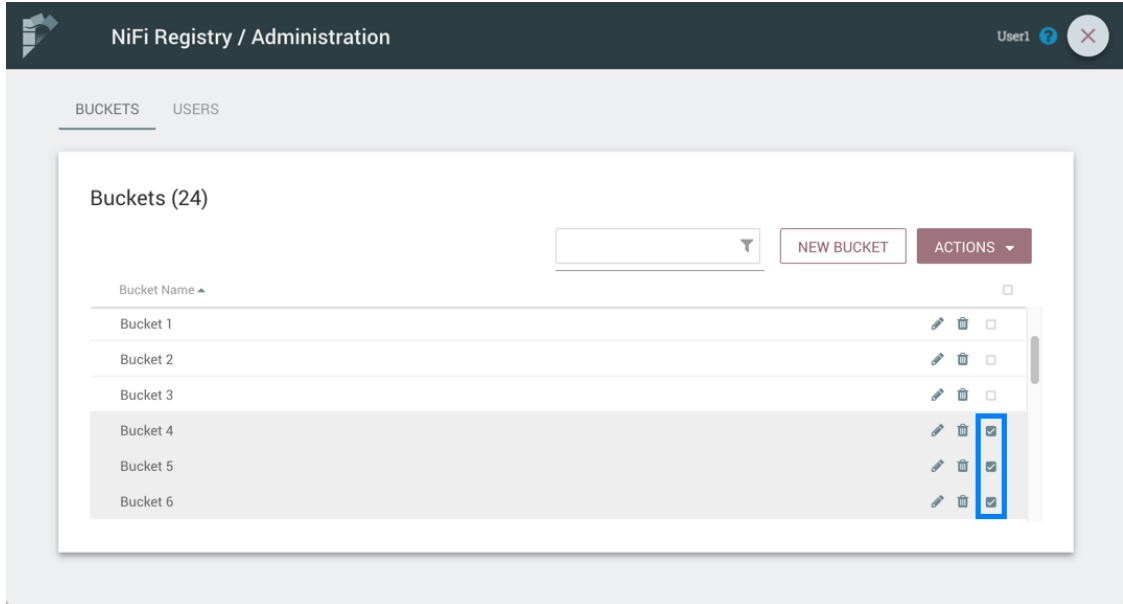 NiFi Registry / Administration
User1
BUCKETS USERS
Buckets (24)
NEW BUCKET ACTIONS
Bucket Name
Bucket 1
Bucket 2
Bucket 3
Bucket 4
Bucket 5
Bucket 6